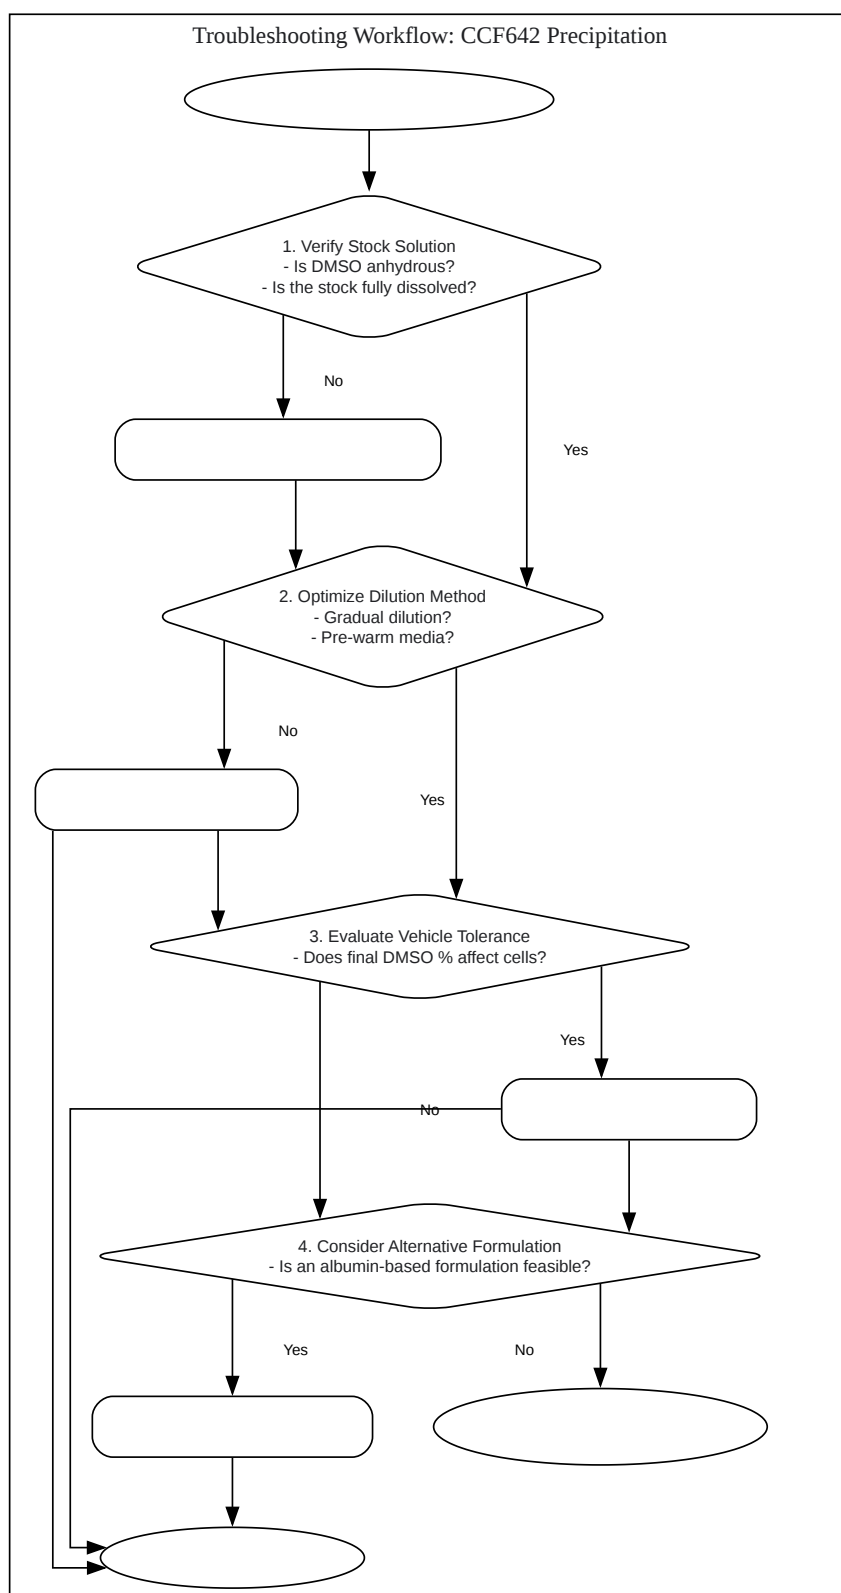 Troubleshooting Workflow: CCF642 Precipitation
1. Verify Stock Solution
- Is DMSO anhydrous?
- Is the stock fully dissolved?
No
Yes
2. Optimize Dilution Method
- Gradual dilution?
- Pre-warm media?
No
Yes
3. Evaluate Vehicle Tolerance
- Does final DMSO % affect cells?
Yes
No
4. Consider Alternative Formulation
- Is an albumin-based formulation feasible?
Yes
No